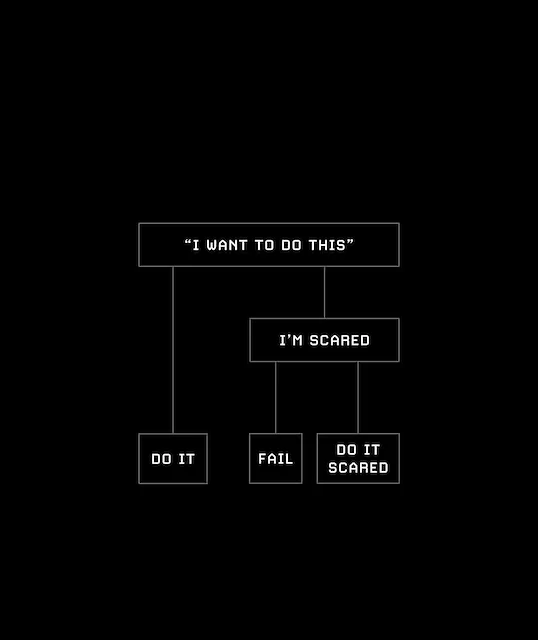 “I WANT TO DO THIS”
I’M SCARED
DO IT
FAIL
DO IT
SCARED